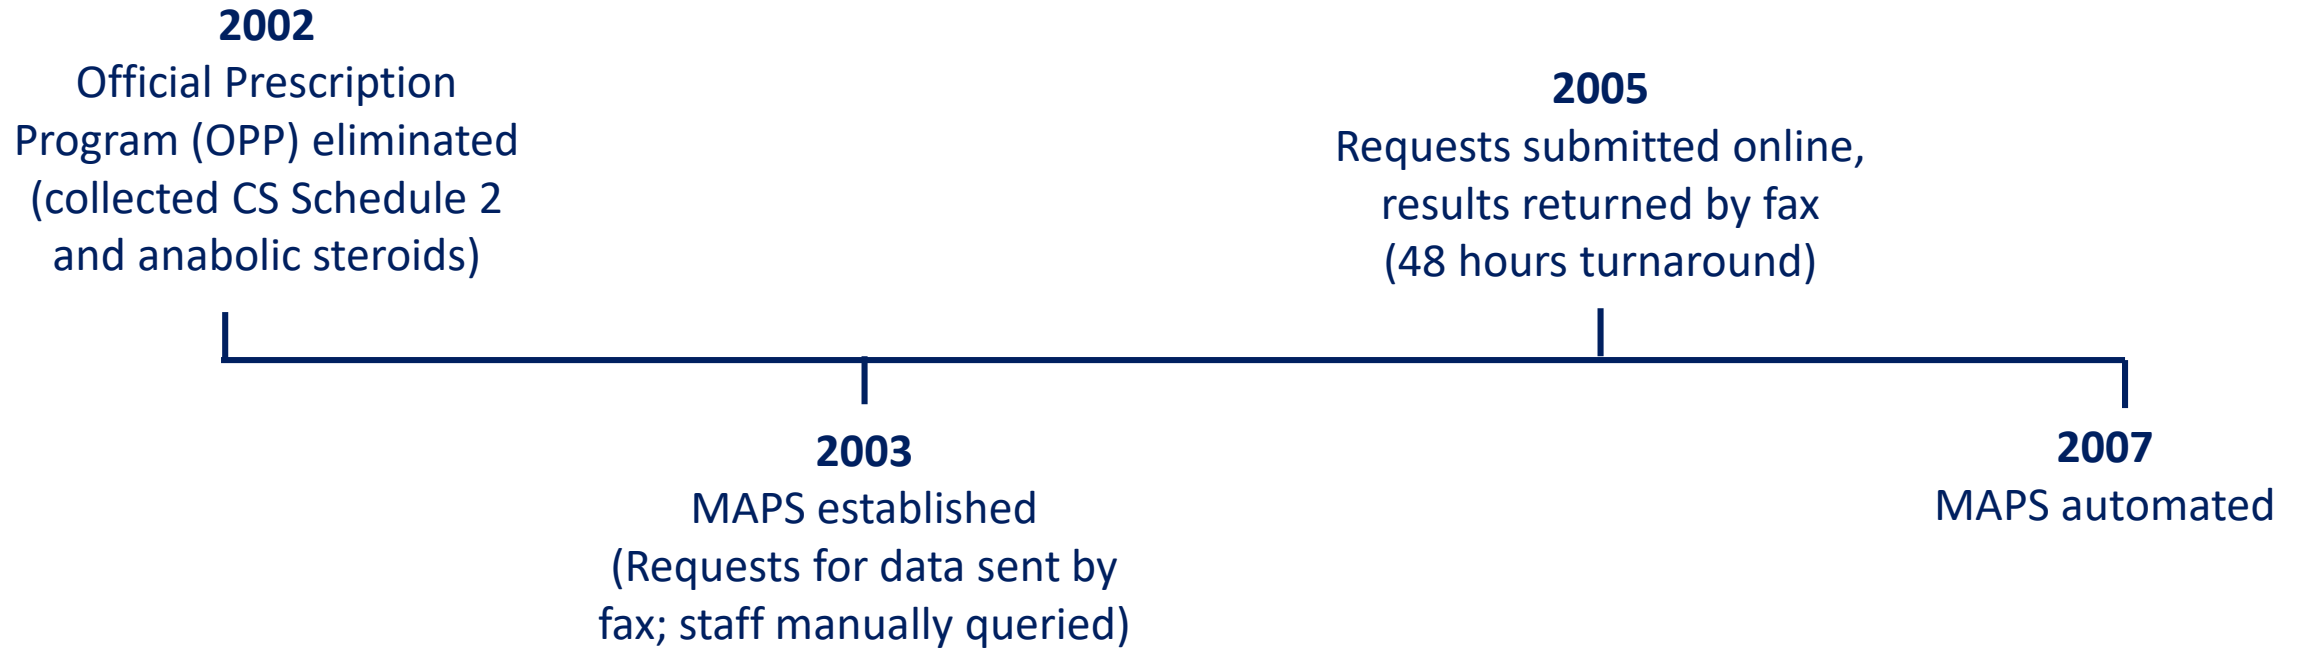 2002
Official Prescription
Program (OPP) eliminated
(collected CS Schedule 2
and anabolic steroids)
2003
MAPS established
(Requests for data sent by
fax; staff manually queried)
2005
Requests submitted online,
results returned by fax
(48 hours turnaround)
2007
MAPS automated